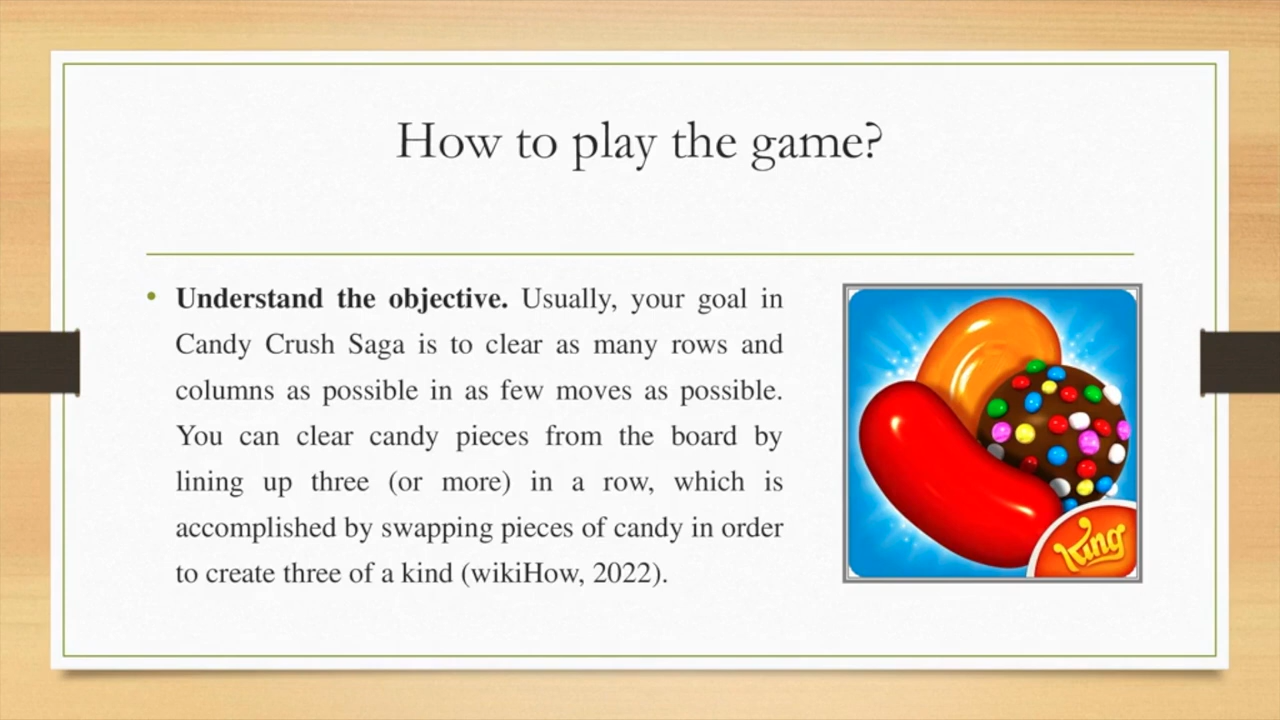 How to play the game?
• Understand the objective. Usually, your goal in
Candy Crush Saga is to clear as many rows and
columns as possible in as few moves as possible.
You can clear candy pieces from the board by
lining up three (or more) in a row, which is
accomplished by swapping pieces of candy in order
to create three of a kind (wikiHow, 2022).
King